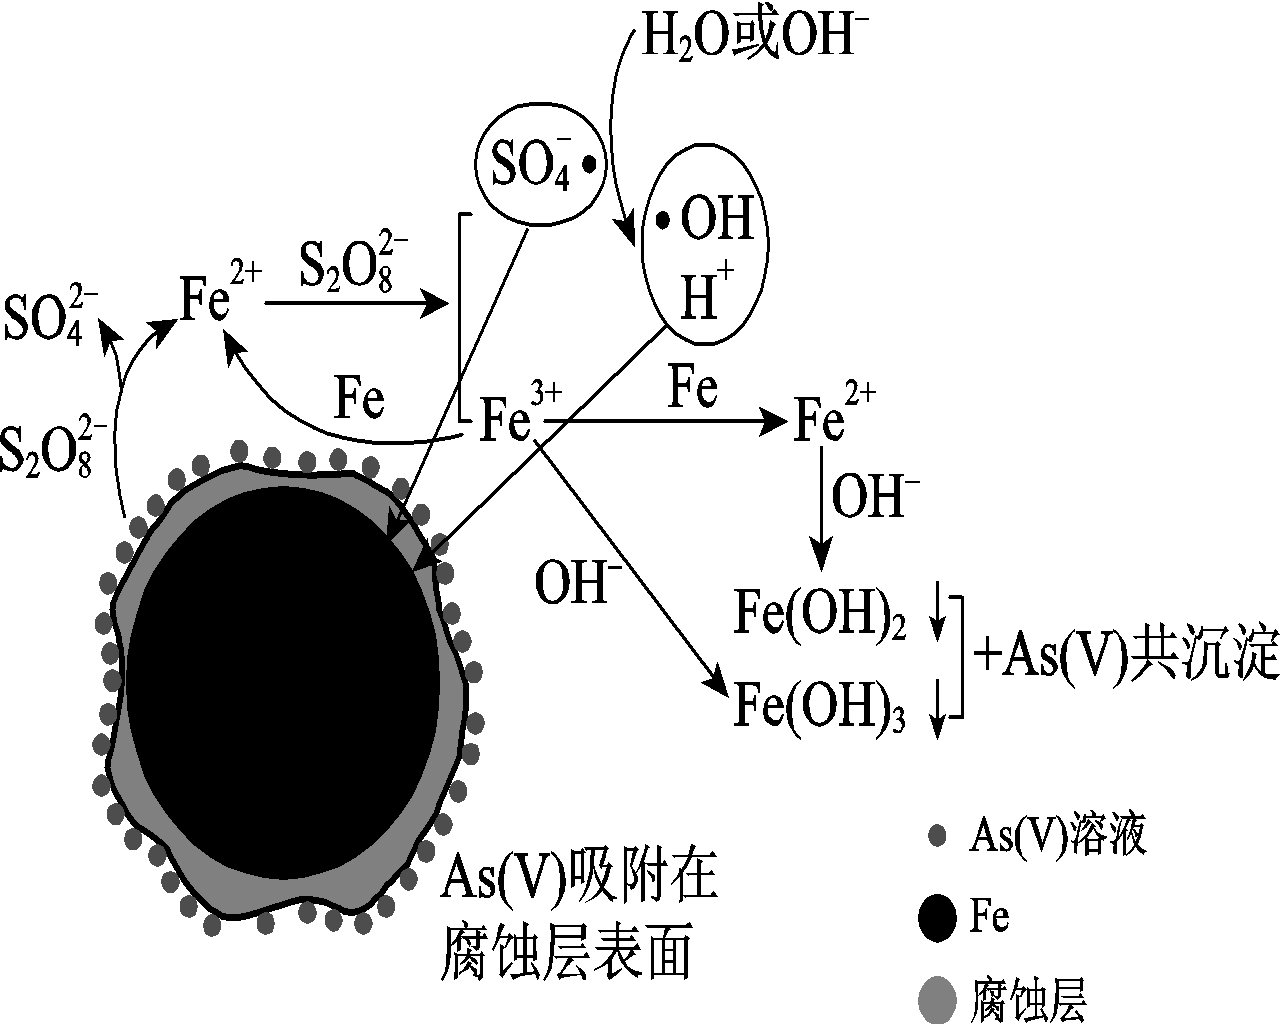 H₂O或OH⁻
SO₄⁻•
•OH
H⁺
S₂O₈²⁻
Fe²⁺
SO₄²⁻
Fe
Fe³⁺
Fe
Fe²⁺
S₂O₈²⁻
OH⁻
OH⁻
Fe(OH)₂↓
+As(V)共沉淀
Fe(OH)₃↓
As(V)溶液
As(V)吸附在
腐蚀层表面
Fe
腐蚀层